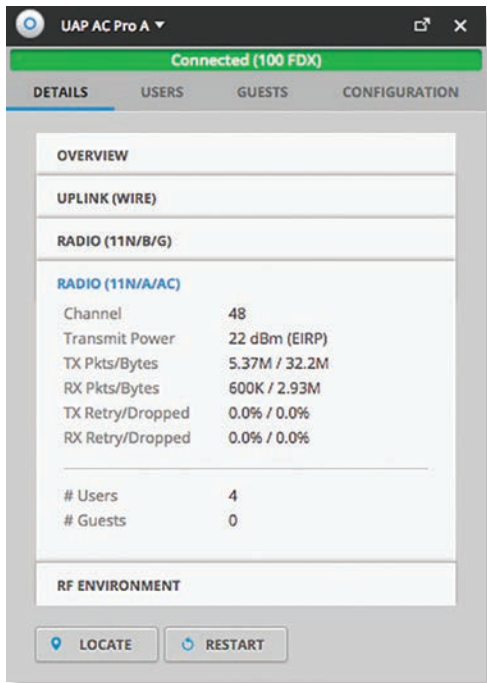 UAP AC Pro A
Connected (100 FDX)
DETAILS USERS GUESTS CONFIGURATION
OVERVIEW
UPLINK (WIRE)
RADIO (11N/B/G)
RADIO (11N/A/AC)
Channel 48
Transmit Power 22 dBm (EIRP)
TX Pkts/Bytes 5.37M / 32.2M
RX Pkts/Bytes 600K / 2.93M
TX Retry/Dropped 0.0% / 0.0%
RX Retry/Dropped 0.0% / 0.0%
# Users 4
# Guests 0
RF ENVIRONMENT
LOCATE RESTART